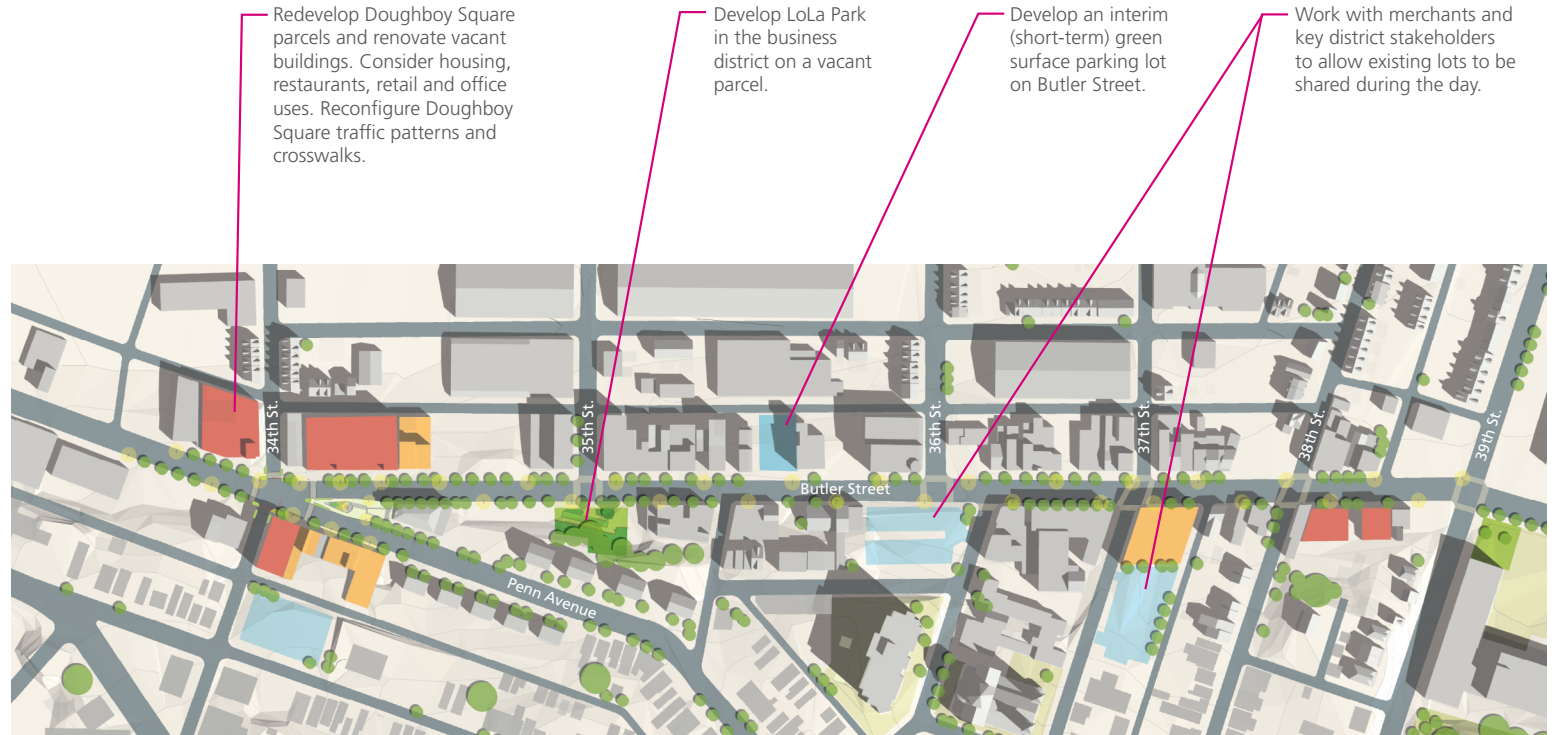 Redevelop Doughboy Square
parcels and renovate vacant
buildings. Consider housing,
restaurants, retail and office
uses. Reconfigure Doughboy
Square traffic patterns and
crosswalks.
Develop LoLa Park
in the business
district on a vacant
parcel.
Develop an interim
(short-term) green
surface parking lot
on Butler Street.
Work with merchants and
key district stakeholders
to allow existing lots to be
shared during the day.
34th St.
35th St.
36th St.
37th St.
38th St.
39th St.
Butler Street
Penn Avenue